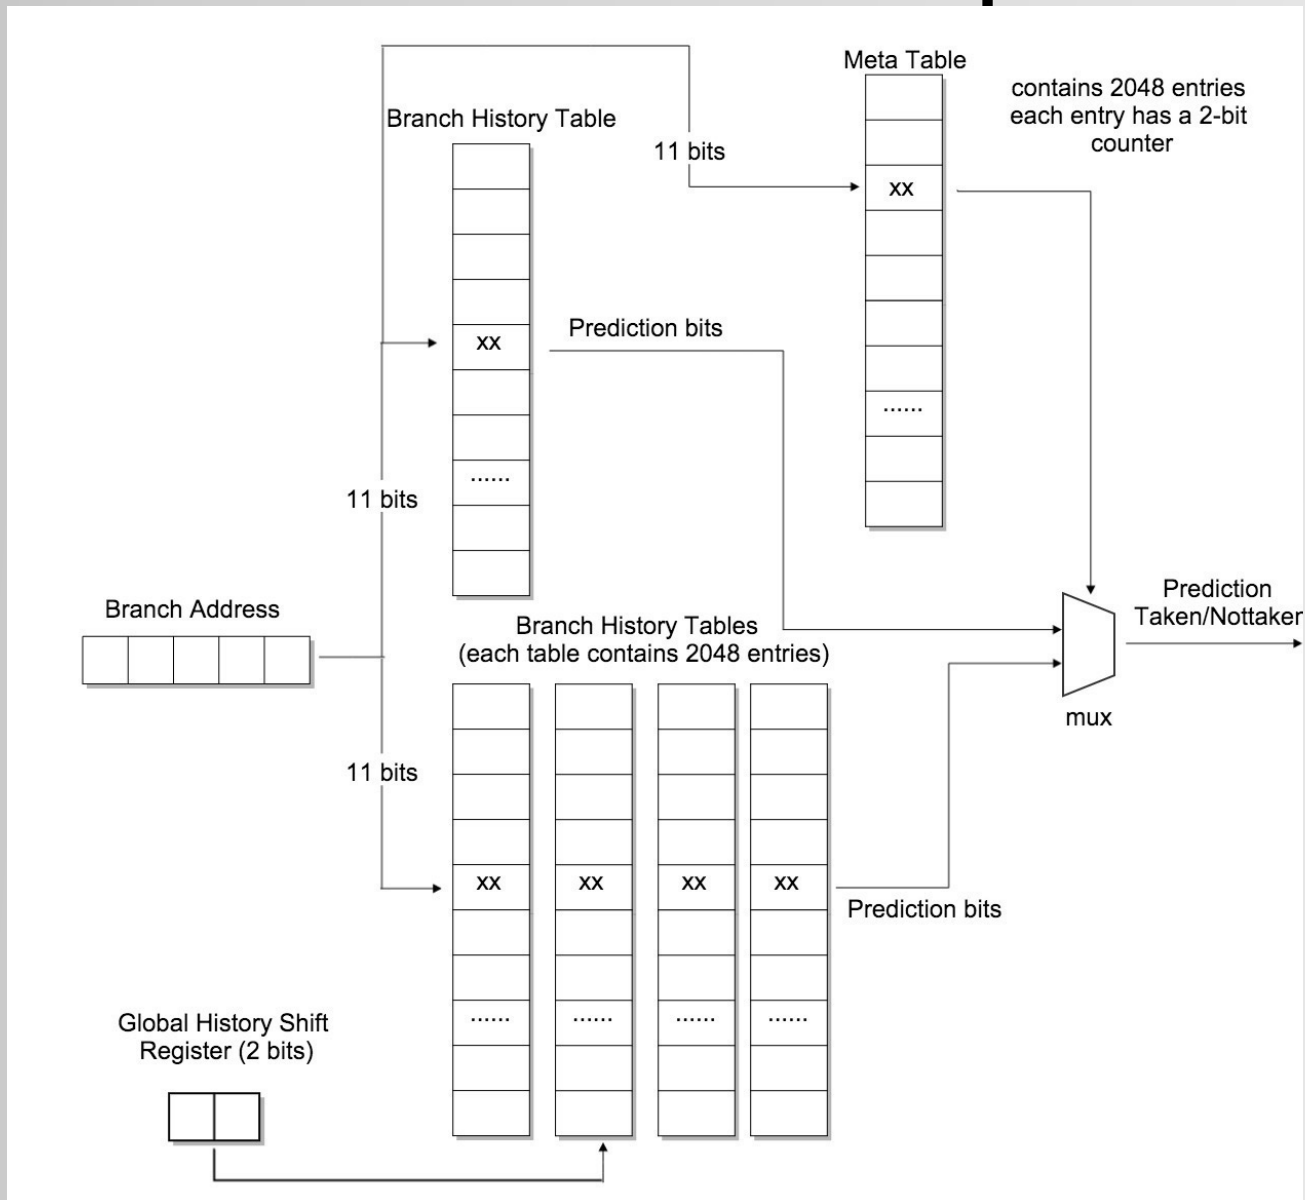 Meta Table
contains 2048 entries
each entry has a 2-bit
counter
Branch History Table
11 bits
xx
Prediction bits
xx
......
......
11 bits
Branch Address
Prediction
Taken/Nottaken
Branch History Tables
(each table contains 2048 entries)
mux
11 bits
xx xx xx xx
Prediction bits
...... ...... ...... ......
Global History Shift
Register (2 bits)